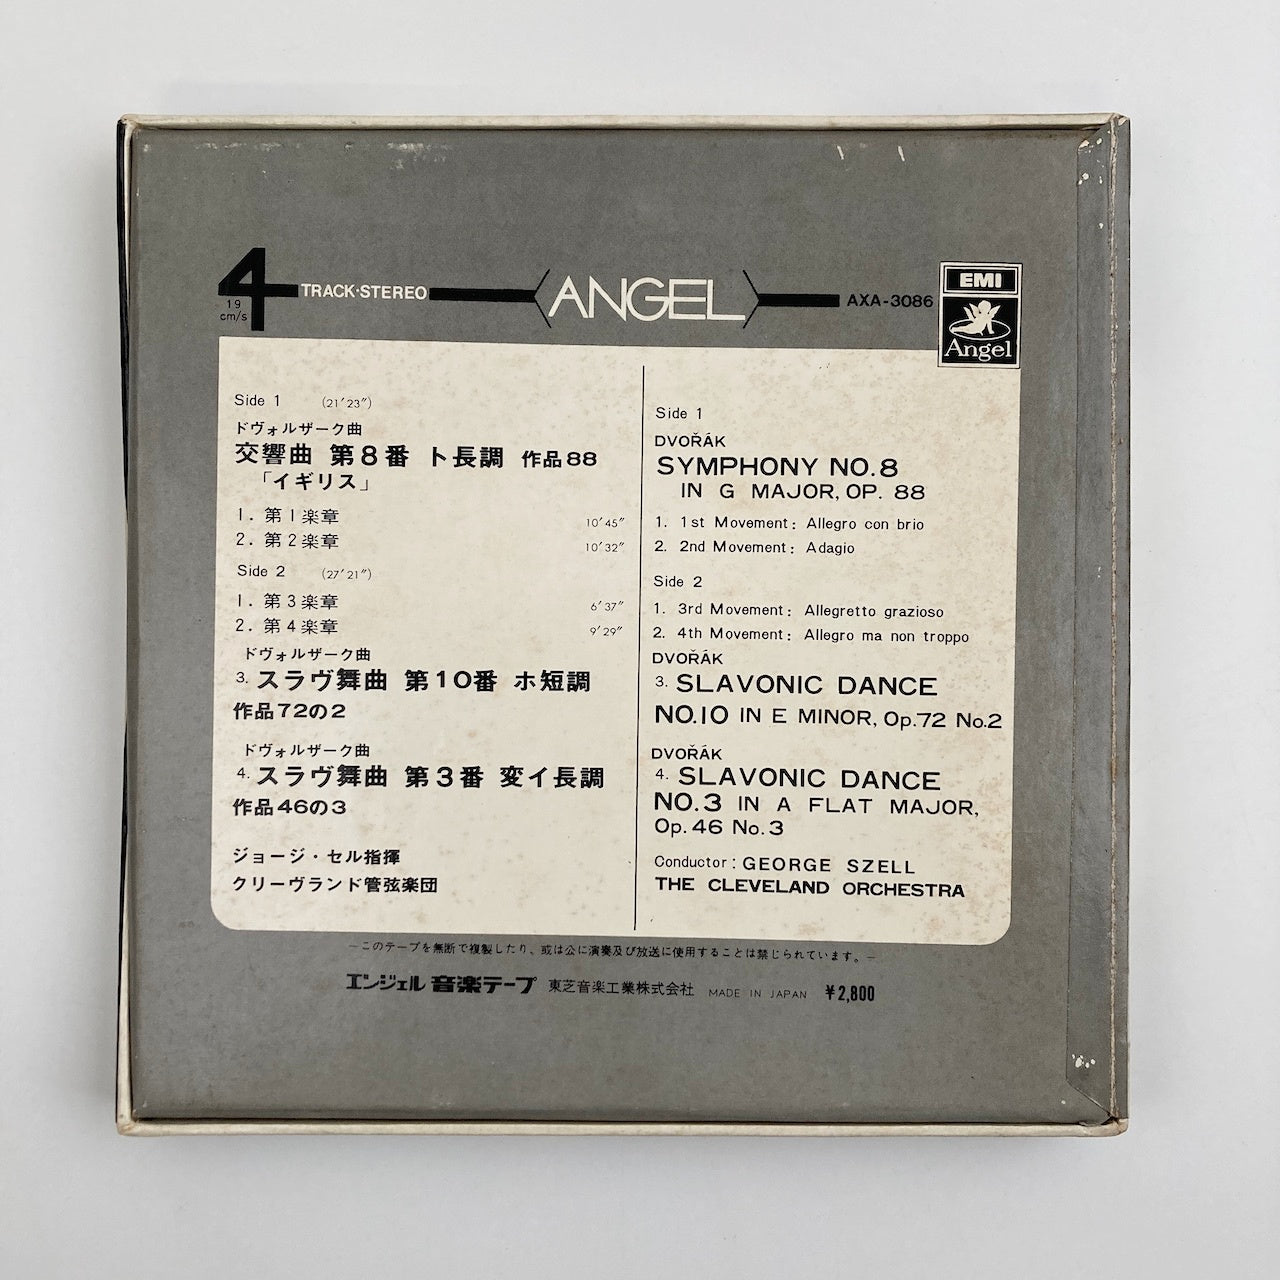 4
19
cm/s
TRACK·STEREO
ANGEL
AXA-3086
EMI
Angel
Side 1 (21′23″)
ドヴォルザーク曲
交響曲 第8番 ト長調 作品88
「イギリス」
1. 第1楽章 10′45″
2. 第2楽章 10′32″
Side 2 (27′21″)
1. 第3楽章 6′37″
2. 第4楽章 9′29″
ドヴォルザーク曲
3. スラヴ舞曲 第10番 ホ短調
作品72の2
ドヴォルザーク曲
4. スラヴ舞曲 第3番 変イ長調
作品46の3
ジョージ・セル指揮
クリーヴランド管弦楽団
Side 1
DVOŘÁK
SYMPHONY NO.8
IN G MAJOR, OP. 88
1. 1st Movement: Allegro con brio
2. 2nd Movement: Adagio
Side 2
1. 3rd Movement: Allegretto grazioso
2. 4th Movement: Allegro ma non troppo
DVOŘÁK
3. SLAVONIC DANCE
NO.10 IN E MINOR, Op.72 No.2
DVOŘÁK
4. SLAVONIC DANCE
NO.3 IN A FLAT MAJOR,
Op.46 No.3
Conductor: GEORGE SZELL
THE CLEVELAND ORCHESTRA
—このテープを無断で複製したり、或は公に演奏及び放送に使用することは禁じられています。—
エンジェル 音楽テープ 東芝音楽工業株式会社 MADE IN JAPAN ¥2,800